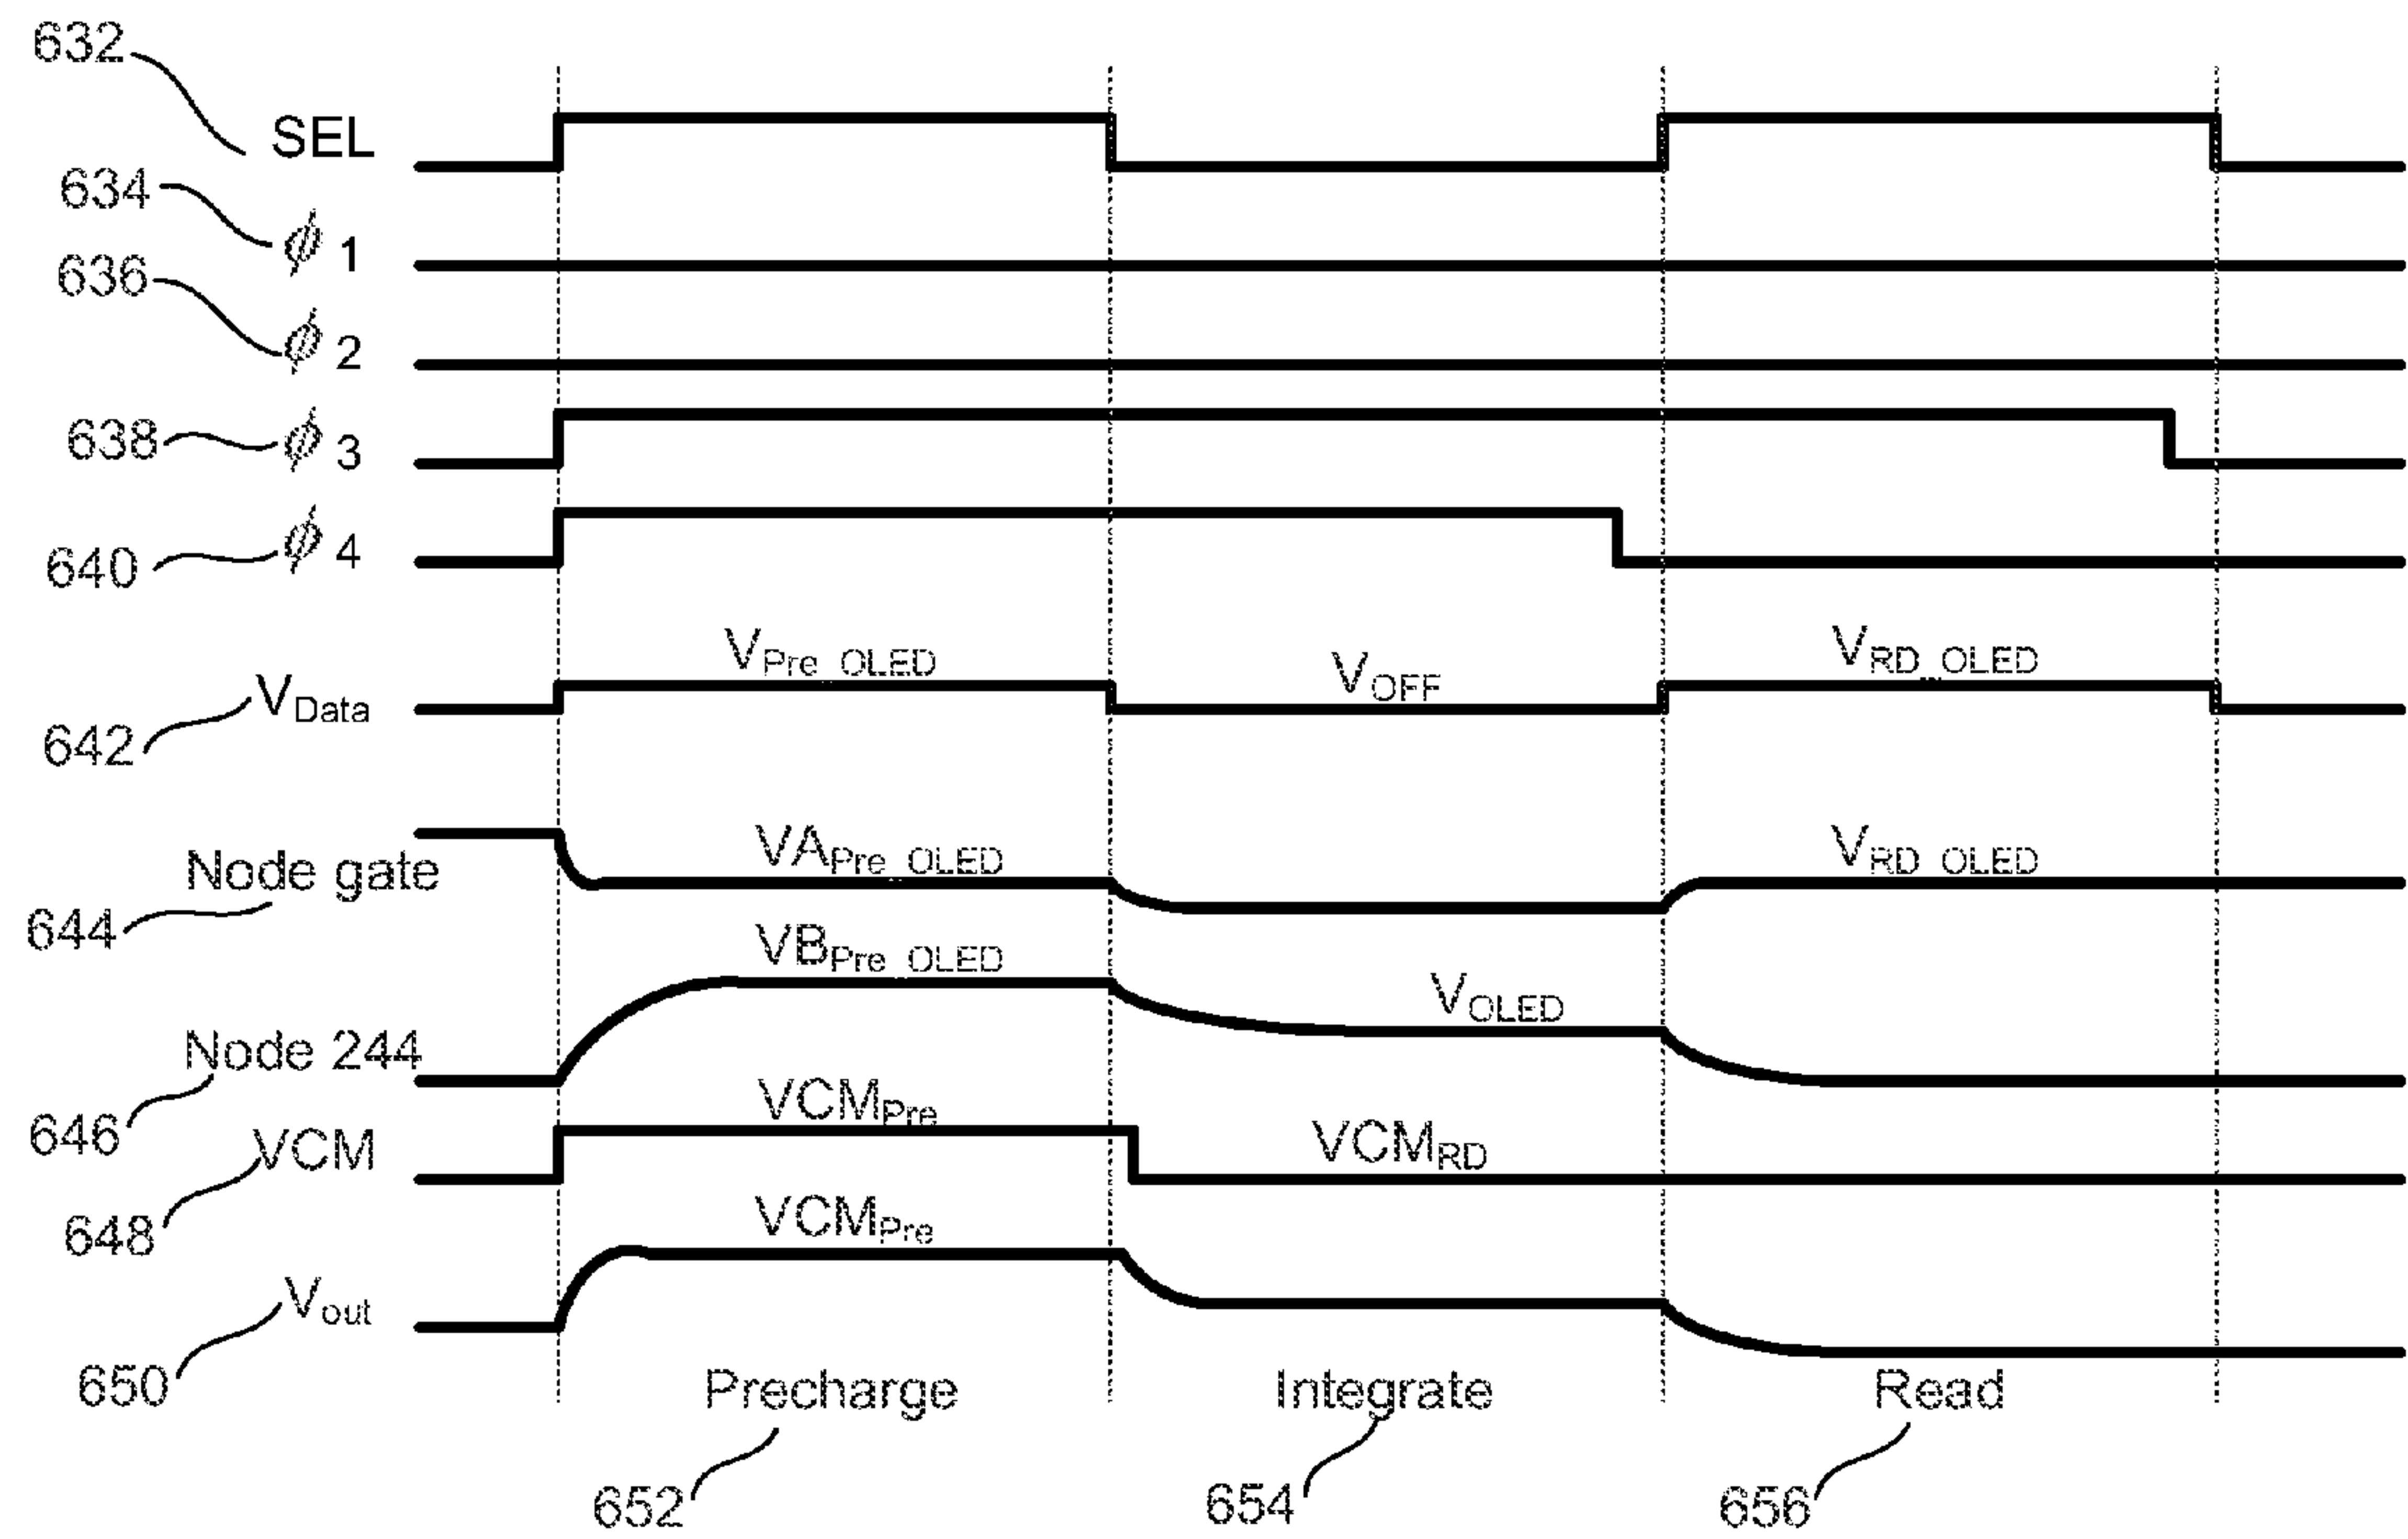 632
SEL
634
ϕ 1
636
ϕ 2
638
ϕ 3
640
ϕ 4
642
VData
VPre_OLED
VOFF
VRD_OLED
644
Node gate
VAPre_OLED
VRD_OLED
646
Node 244
VBPre_OLED
VOLED
648
VCM
VCMPre
VCMRD
650
Vout
VCMPre
Precharge
Integrate
Read
652
654
656